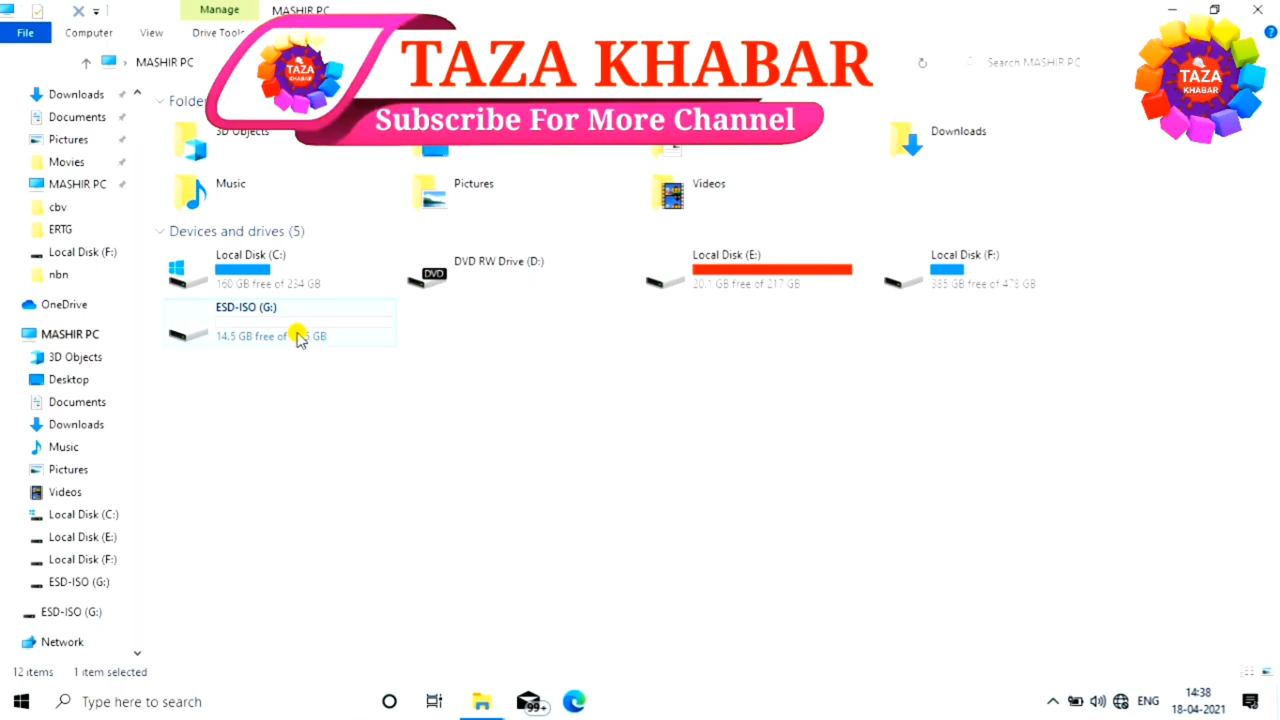 Manage
MASHIR PC
File
Computer
View
Drive Tools
TAZA KHABAR
Subscribe For More Channel
TAZA
KHABAR
TAZA
KHABAR
MASHIR PC
Search MASHIR PC
Downloads
Documents
Pictures
Movies
MASHIR PC
cbv
ERTG
Local Disk (F:)
nbn
OneDrive
MASHIR PC
3D Objects
Desktop
Documents
Downloads
Music
Pictures
Videos
Local Disk (C:)
Local Disk (E:)
Local Disk (F:)
ESD-ISO (G:)
ESD-ISO (G:)
Network
3D Objects
Downloads
Music
Pictures
Videos
Devices and drives (5)
Local Disk (C:)
160 GB free of 234 GB
DVD RW Drive (D:)
DVD
Local Disk (E:)
20.1 GB free of 217 GB
Local Disk (F:)
385 GB free of 478 GB
ESD-ISO (G:)
14.5 GB free of GB
12 items
1 item selected
Type here to search
99+
ENG
14:38
18-04-2021